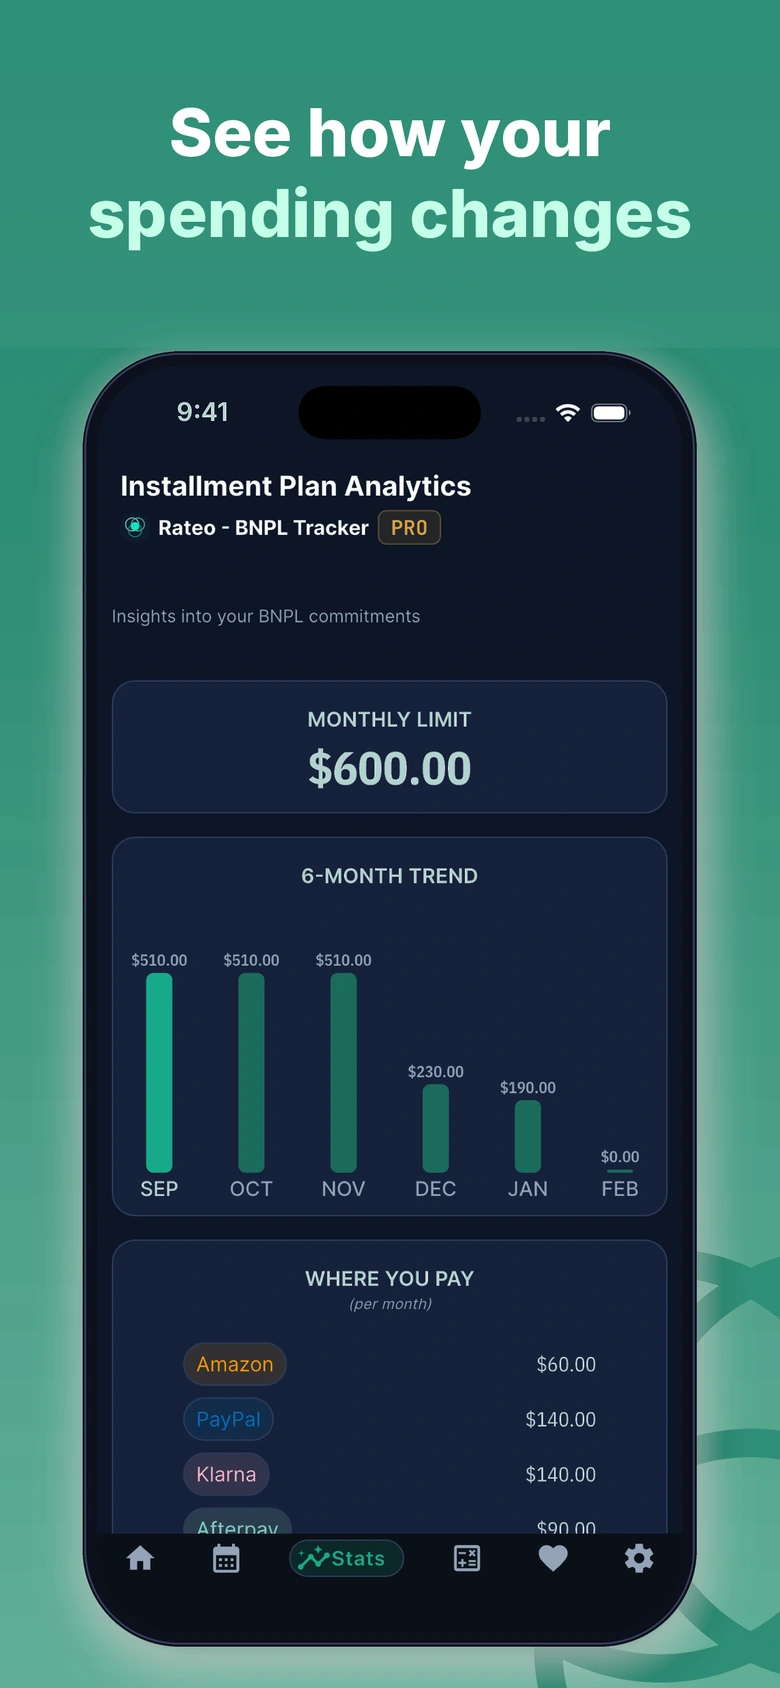 See how your
spending changes
9:41
Installment Plan Analytics
Rateo - BNPL Tracker PRO
Insights into your BNPL commitments
MONTHLY LIMIT
$600.00
6-MONTH TREND
$510.00 $510.00 $510.00
$230.00
$190.00
$0.00
SEP OCT NOV DEC JAN FEB
WHERE YOU PAY
(per month)
Amazon $60.00
PayPal $140.00
Klarna $140.00
Afterpay $90.00
Stats